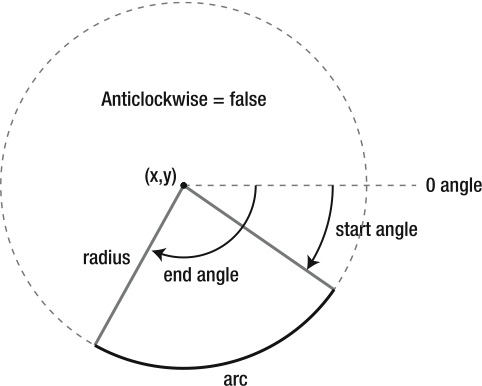 Anticlockwise = false
(x,y)
0 angle
start angle
radius
end angle
arc